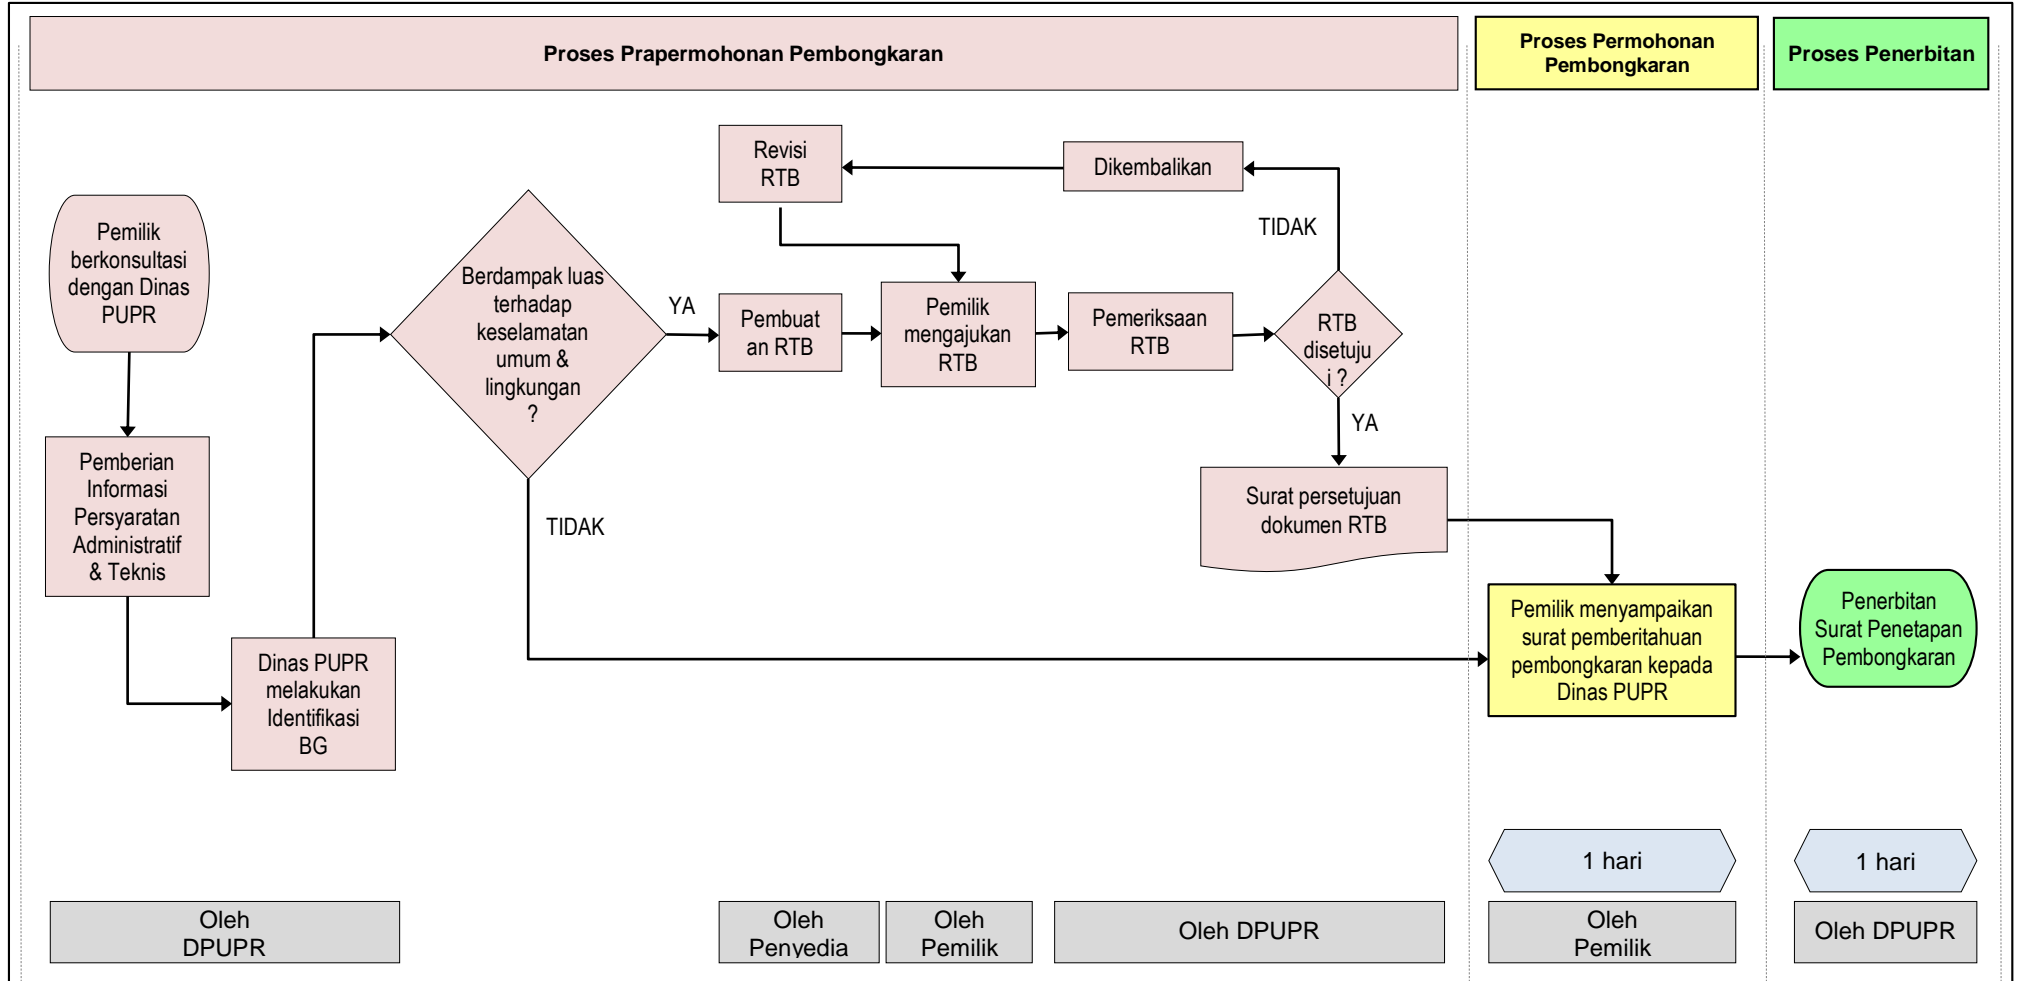 Proses Prapermohonan Pembongkaran
Proses Permohonan
Pembongkaran
Proses Penerbitan
Pemilik
berkonsultasi
dengan Dinas
PUPR
Pemberian
Informasi
Persyaratan
Administratif
& Teknis
Dinas PUPR
melakukan
Identifikasi
BG
Berdampak luas
terhadap
keselamatan
umum &
lingkungan
?
YA
TIDAK
Revisi
RTB
Dikembalikan
TIDAK
Pembuat
an RTB
Pemilik
mengajukan
RTB
Pemeriksaan
RTB
RTB
disetuju
i ?
YA
Surat persetujuan
dokumen RTB
Pemilik menyampaikan
surat pemberitahuan
pembongkaran kepada
Dinas PUPR
Penerbitan
Surat Penetapan
Pembongkaran
1 hari
1 hari
Oleh
DPUPR
Oleh
Penyedia
Oleh
Pemilik
Oleh DPUPR
Oleh
Pemilik
Oleh DPUPR